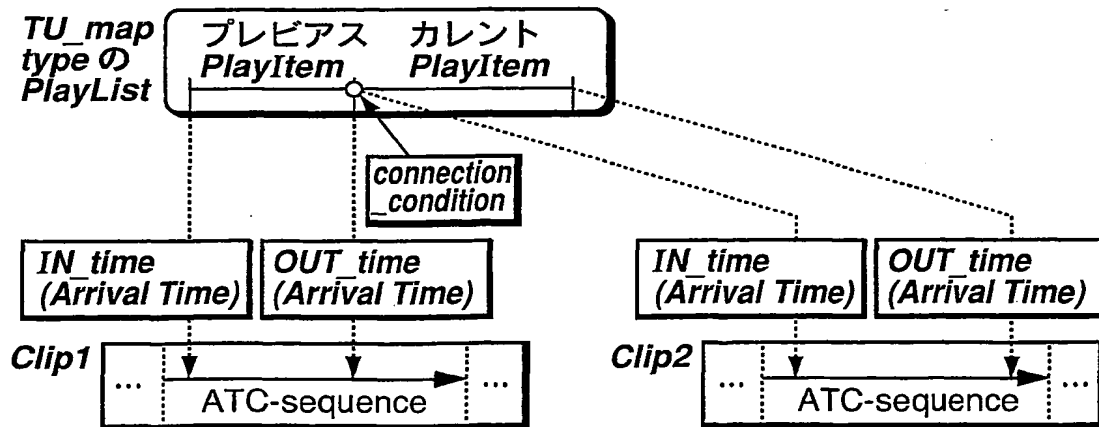 TU_map
type の
PlayList
プレビアス
PlayItem
カレント
PlayItem
connection
_condition
IN_time
(Arrival Time)
OUT_time
(Arrival Time)
IN_time
(Arrival Time)
OUT_time
(Arrival Time)
Clip1
...
ATC-sequence
...
Clip2
...
ATC-sequence
...